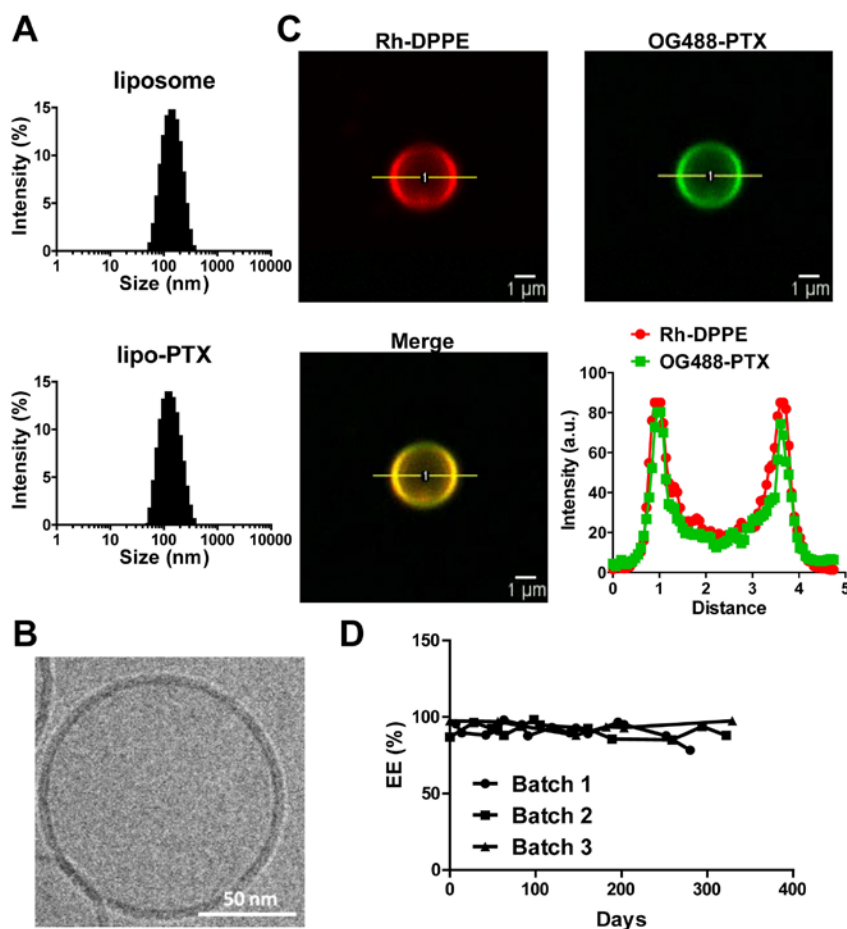 A
liposome
15
10
5
0
Intensity (%)
1 10 100 1000 10000
Size (nm)
lipo-PTX
15
10
5
0
Intensity (%)
1 10 100 1000 10000
Size (nm)
B
50 nm
C
Rh-DPPE
1
1 μm
OG488-PTX
1
1 μm
Merge
1
1 μm
Rh-DPPE
OG488-PTX
100
80
60
40
20
0
Intensity (a.u.)
0 1 2 3 4 5
Distance
D
150
100
50
0
EE (%)
Batch 1
Batch 2
Batch 3
0 100 200 300 400
Days